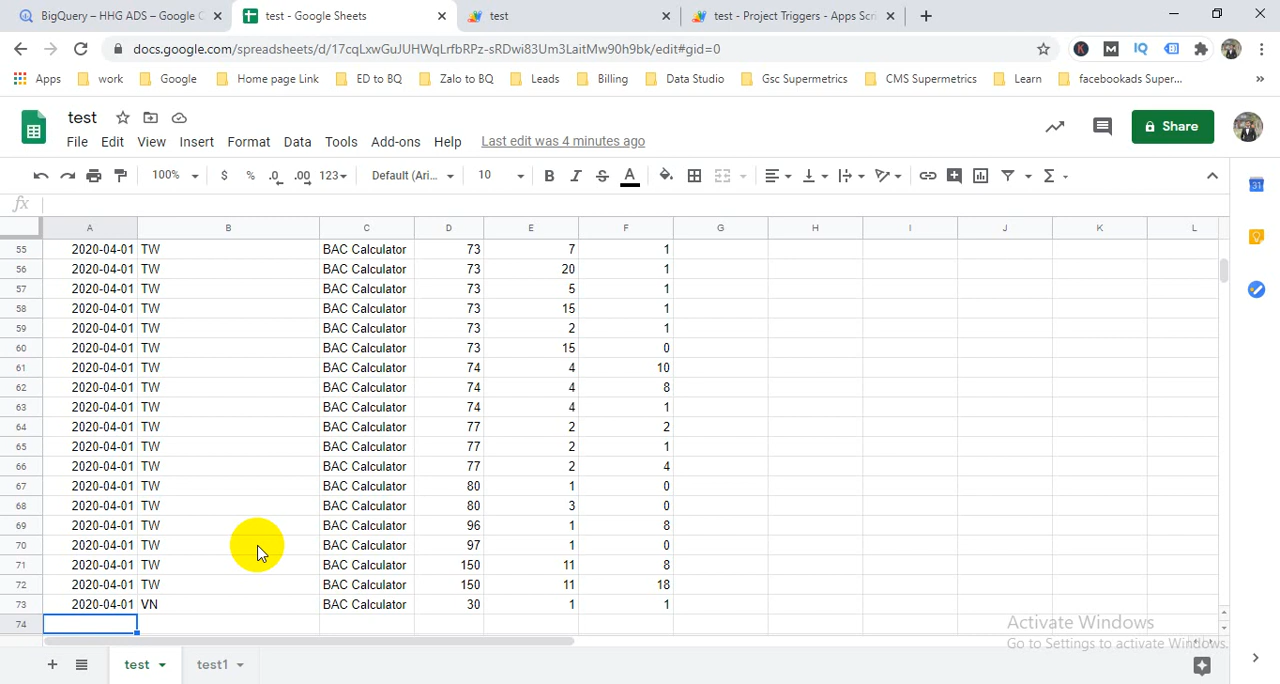 BigQuery – HHG ADS – Google C
test - Google Sheets
test
test - Project Triggers - Apps Scri
docs.google.com/spreadsheets/d/17cqLxwGuJUHWqLrfbRPz-sRDwi83Um3LaitMw90h9bk/edit#gid=0
Apps work Google Home page Link ED to BQ Zalo to BQ Leads Billing Data Studio Gsc Supermetrics CMS Supermetrics Learn facebookads Super... »
test
File Edit View Insert Format Data Tools Add-ons Help Last edit was 4 minutes ago
Share
100% $ % .0 .00 123 Default (Ari... 10 B I S A
fx
A B C D E F G H I J K L
55 2020-04-01 TW BAC Calculator 73 7 1
56 2020-04-01 TW BAC Calculator 73 20 1
57 2020-04-01 TW BAC Calculator 73 5 1
58 2020-04-01 TW BAC Calculator 73 15 1
59 2020-04-01 TW BAC Calculator 73 2 1
60 2020-04-01 TW BAC Calculator 73 15 0
61 2020-04-01 TW BAC Calculator 74 4 10
62 2020-04-01 TW BAC Calculator 74 4 8
63 2020-04-01 TW BAC Calculator 74 4 1
64 2020-04-01 TW BAC Calculator 77 2 2
65 2020-04-01 TW BAC Calculator 77 2 1
66 2020-04-01 TW BAC Calculator 77 2 4
67 2020-04-01 TW BAC Calculator 80 1 0
68 2020-04-01 TW BAC Calculator 80 3 0
69 2020-04-01 TW BAC Calculator 96 1 8
70 2020-04-01 TW BAC Calculator 97 1 0
71 2020-04-01 TW BAC Calculator 150 11 8
72 2020-04-01 TW BAC Calculator 150 11 18
73 2020-04-01 VN BAC Calculator 30 1 1
74
Activate Windows
Go to Settings to activate Windows.
test test1